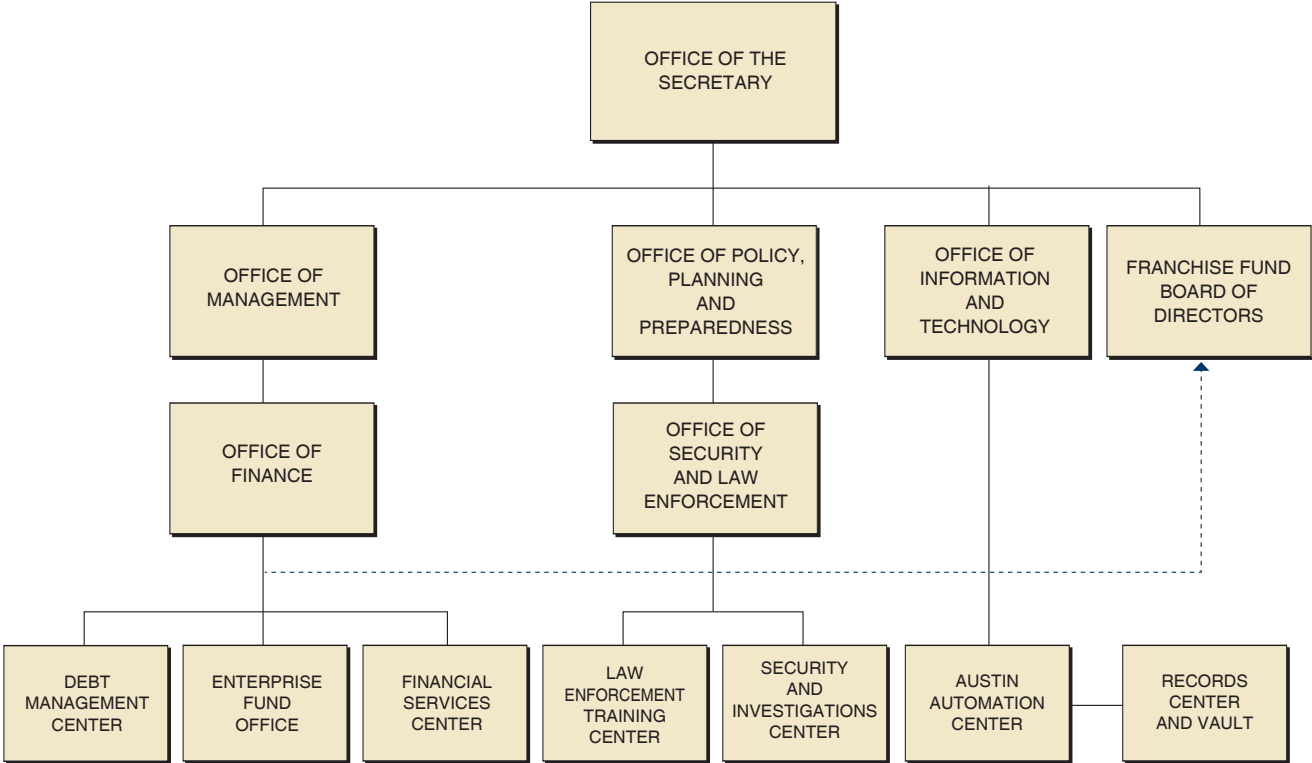 OFFICE OF THE
SECRETARY
OFFICE OF
MANAGEMENT
OFFICE OF POLICY,
PLANNING
AND
PREPAREDNESS
OFFICE OF
INFORMATION
AND
TECHNOLOGY
FRANCHISE FUND
BOARD OF
DIRECTORS
OFFICE OF
FINANCE
OFFICE OF
SECURITY
AND LAW
ENFORCEMENT
DEBT
MANAGEMENT
CENTER
ENTERPRISE
FUND
OFFICE
FINANCIAL
SERVICES
CENTER
LAW
ENFORCEMENT
TRAINING
CENTER
SECURITY
AND
INVESTIGATIONS
CENTER
AUSTIN
AUTOMATION
CENTER
RECORDS
CENTER
AND VAULT